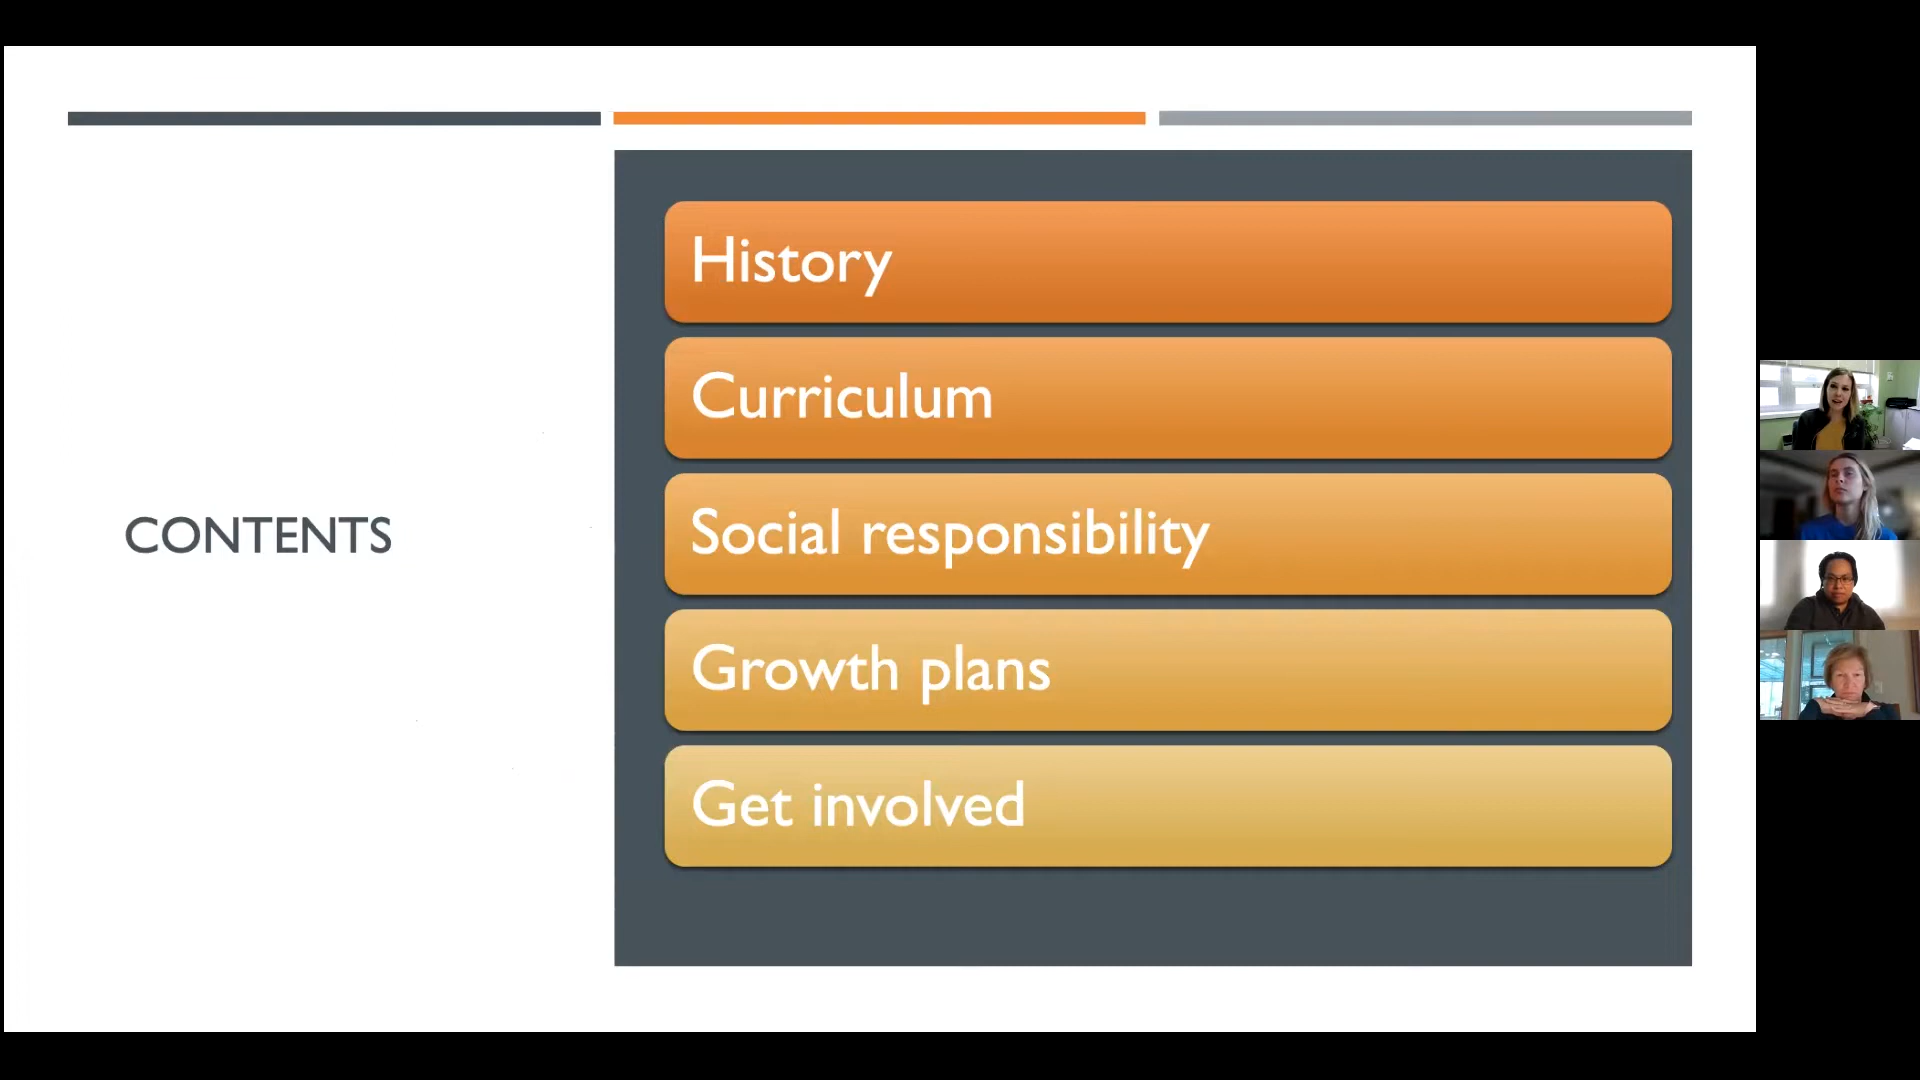 CONTENTS
History
Curriculum
Social responsibility
Growth plans
Get involved